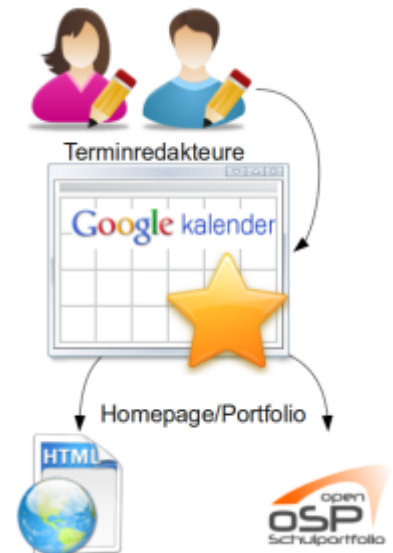 Terminredakteure
Google kalender
Homepage/Portfolio
HTML
open
oSP
Schulportfolio